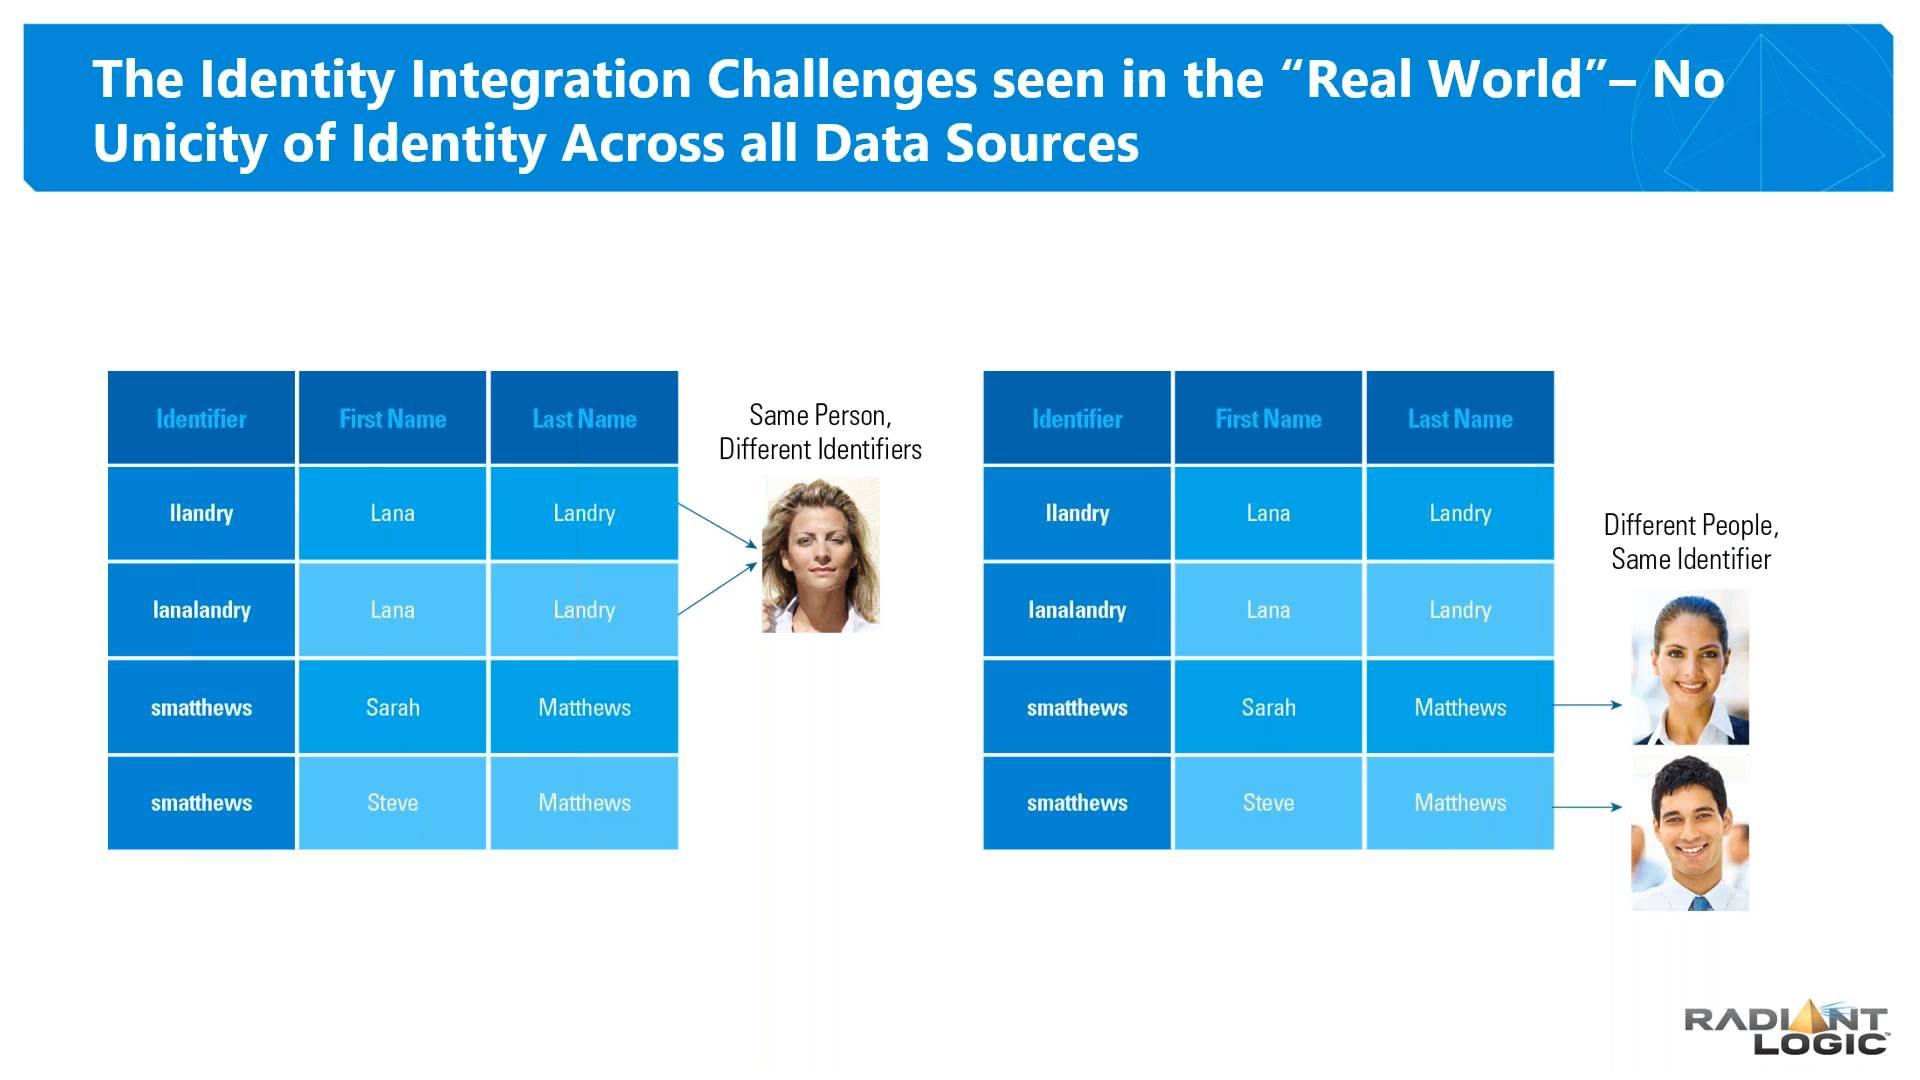 The Identity Integration Challenges seen in the “Real World”– No
Unicity of Identity Across all Data Sources
Identifier First Name Last Name
llandry Lana Landry
lanalandry Lana Landry
smatthews Sarah Matthews
smatthews Steve Matthews
Same Person,
Different Identifiers
Identifier First Name Last Name
llandry Lana Landry
lanalandry Lana Landry
smatthews Sarah Matthews
smatthews Steve Matthews
Different People,
Same Identifier
RADIANT
LOGIC™